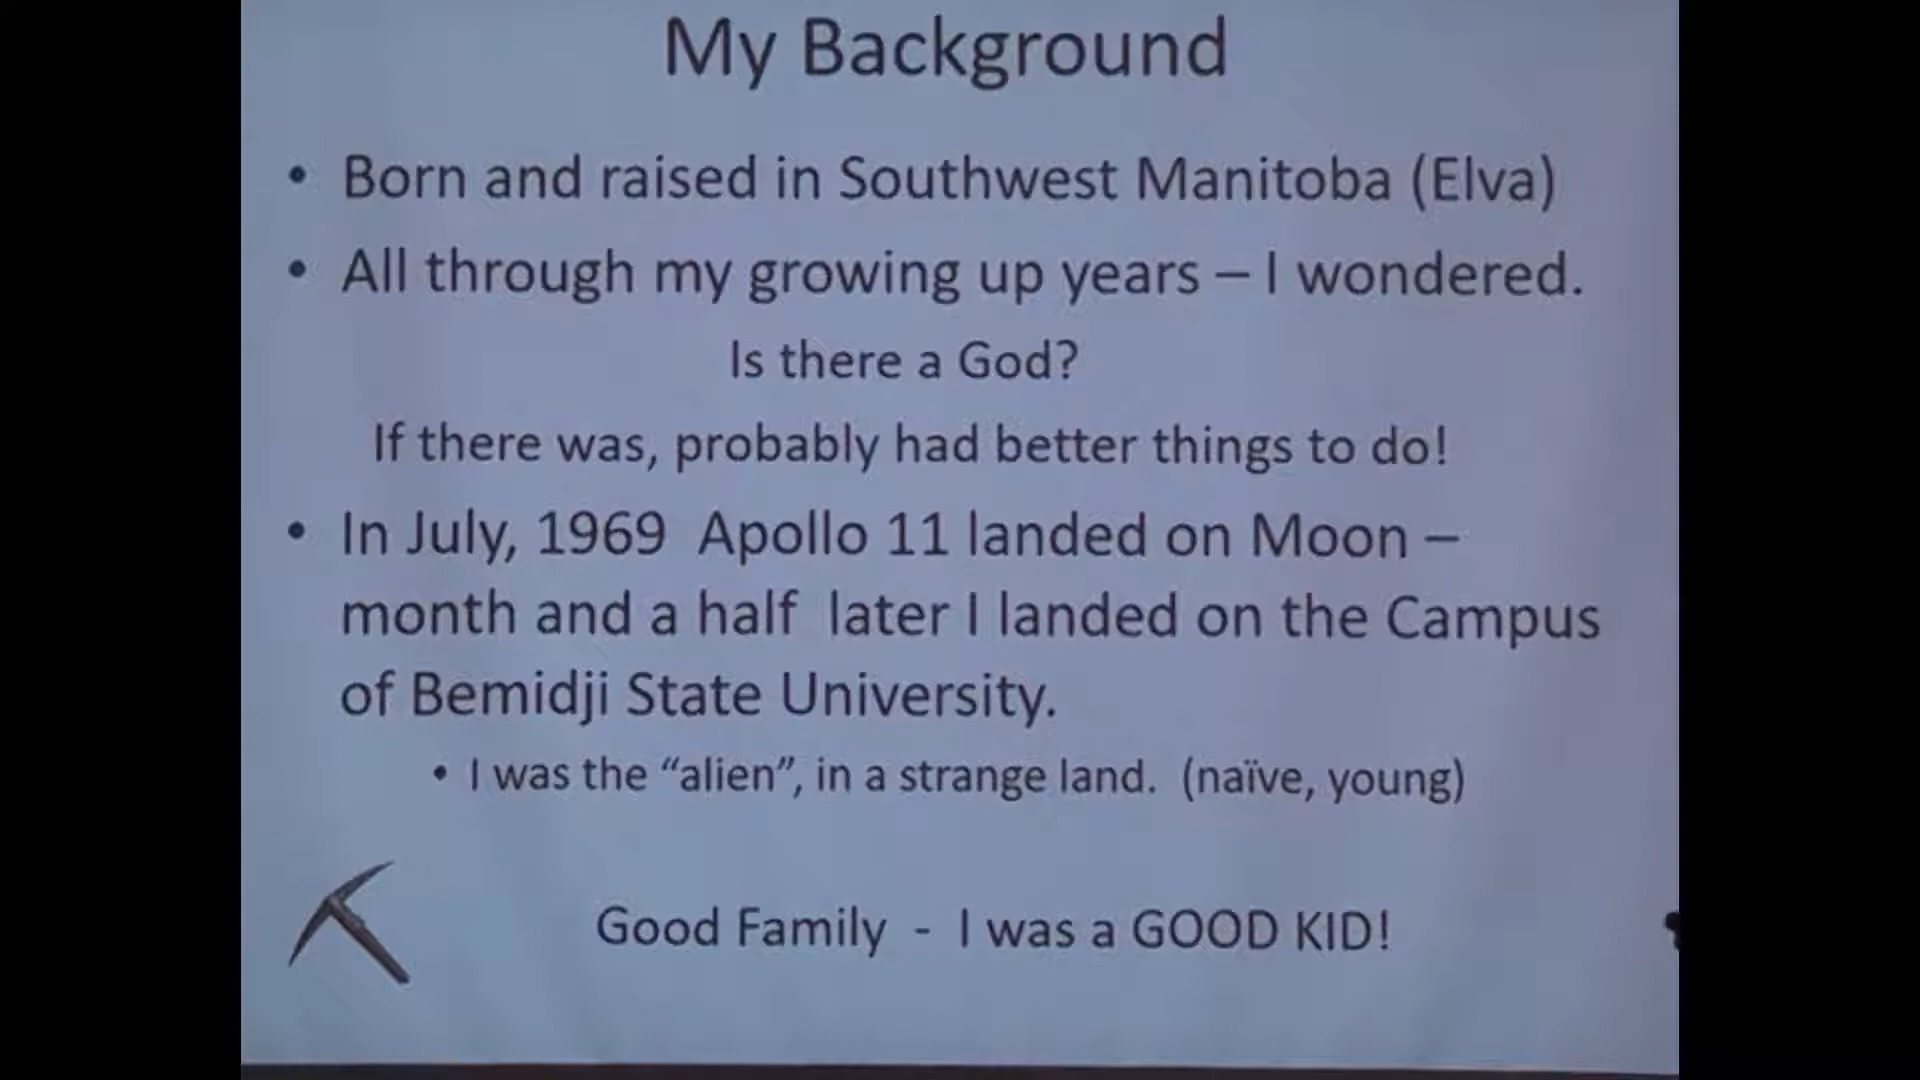 My Background
• Born and raised in Southwest Manitoba (Elva)
• All through my growing up years – I wondered.
Is there a God?
If there was, probably had better things to do!
• In July, 1969  Apollo 11 landed on Moon –
month and a half  later I landed on the Campus
of Bemidji State University.
• I was the “alien”, in a strange land.  (naïve, young)
Good Family  -  I was a GOOD KID!